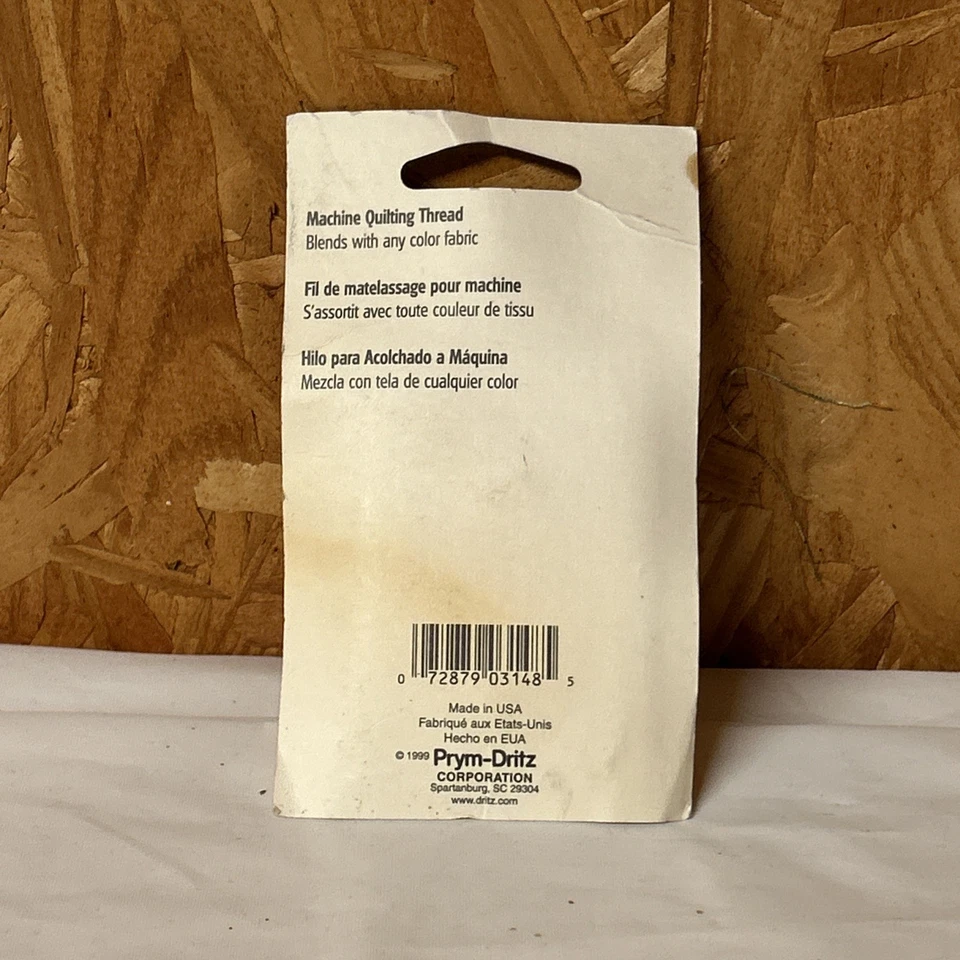 Machine Quilting Thread
Blends with any color fabric
Fil de matelassage pour machine
S'assortit avec toute couleur de tissu
Hilo para Acolchado a Máquina
Mezcla con tela de cualquier color
0 72879 03148 5
Made in USA
Fabriqué aux Etats-Unis
Hecho en EUA
© 1999 Prym-Dritz
CORPORATION
Spartanburg, SC 29304
www.dritz.com